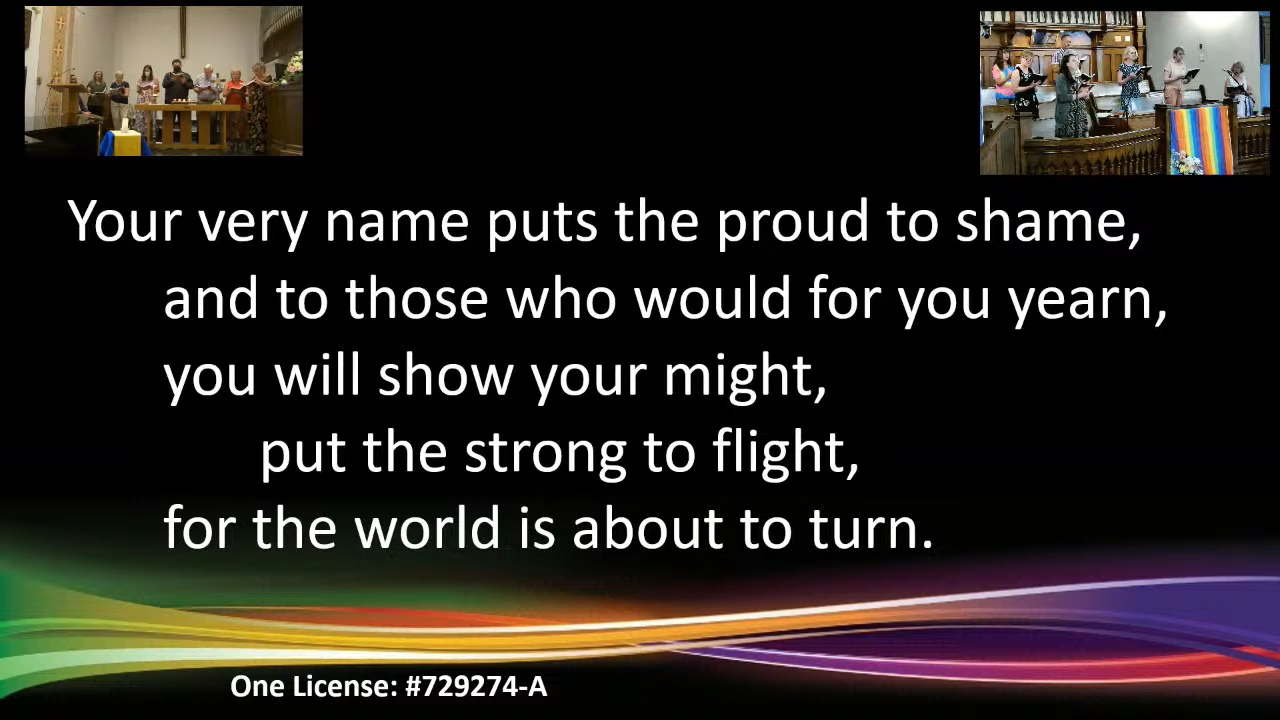 Your very name puts the proud to shame,
and to those who would for you yearn,
you will show your might,
put the strong to flight,
for the world is about to turn.
One License: #729274-A